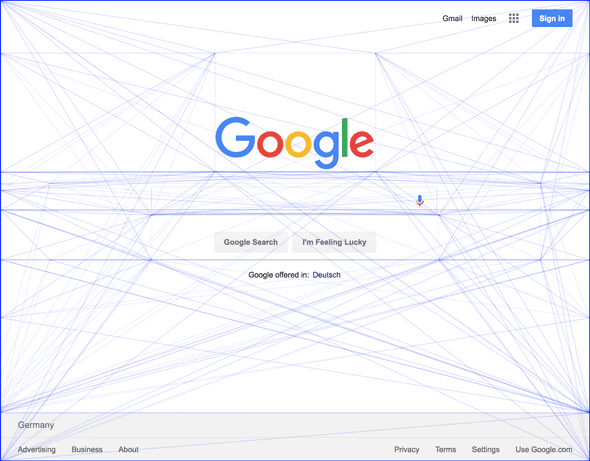 Gmail Images Sign in
Google
Google Search I'm Feeling Lucky
Google offered in: Deutsch
Germany
Advertising Business About Privacy Terms Settings Use Google.com